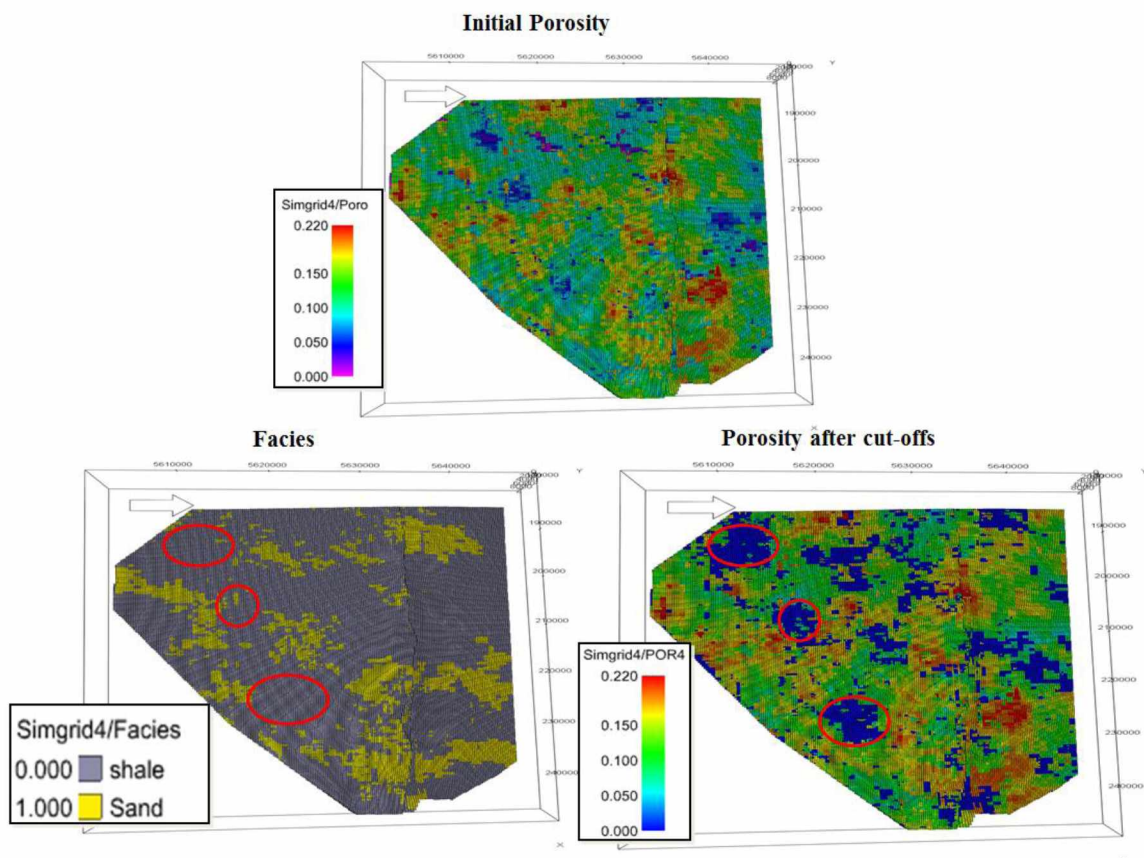 Initial Porosity
5610000 5620000 5630000 5640000 Y
190000
200000
210000
220000
230000
240000
X
Simgrid4/Poro
0.220
0.150
0.100
0.050
0.000
Facies
5610000 5620000 5630000 5640000 Y
190000
200000
210000
220000
230000
240000
X
Simgrid4/Facies
0.000 shale
1.000 Sand
Porosity after cut-offs
5610000 5620000 5630000 5640000 Y
190000
200000
210000
220000
230000
240000
Simgrid4/POR4
0.220
0.150
0.100
0.050
0.000